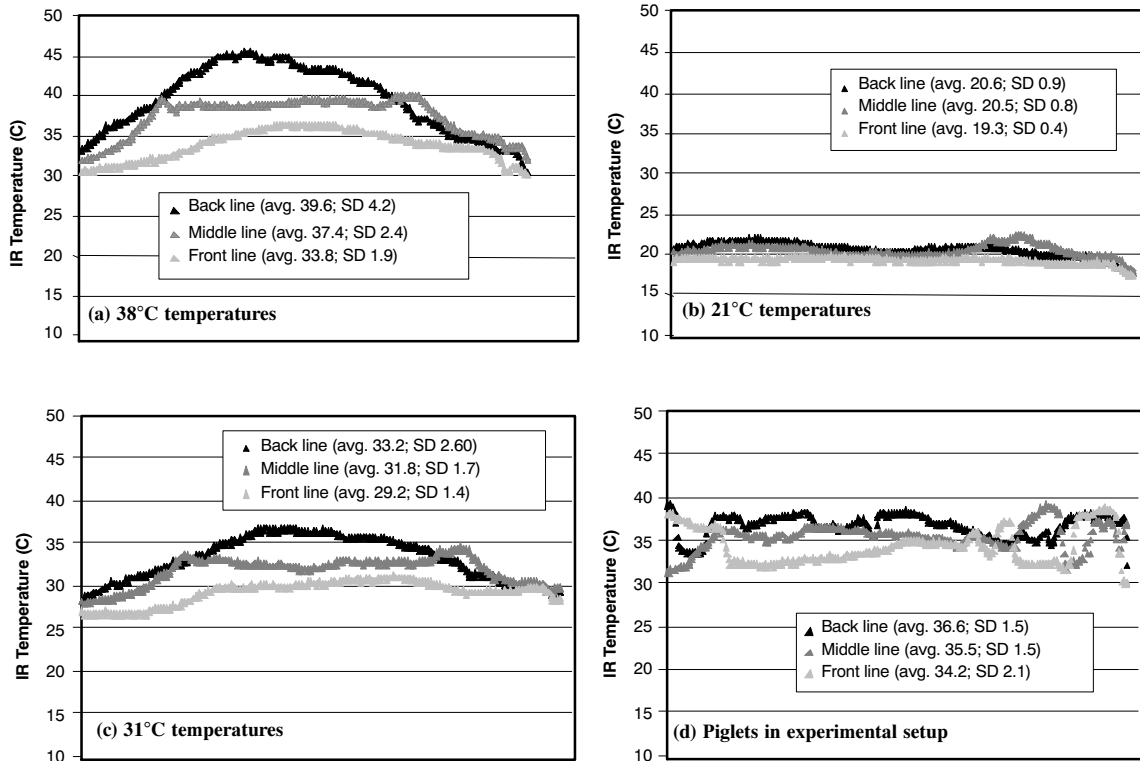 50
45
40
35
30
25
20
15
10
IR Temperature (C)
Back line (avg. 39.6; SD 4.2)
Middle line (avg. 37.4; SD 2.4)
Front line (avg. 33.8; SD 1.9)
(a) 38°C temperatures
50
45
40
35
30
25
20
15
10
IR Temperature (C)
Back line (avg. 20.6; SD 0.9)
Middle line (avg. 20.5; SD 0.8)
Front line (avg. 19.3; SD 0.4)
(b) 21°C temperatures
50
45
40
35
30
25
20
15
10
IR Temperature (C)
Back line (avg. 33.2; SD 2.60)
Middle line (avg. 31.8; SD 1.7)
Front line (avg. 29.2; SD 1.4)
(c) 31°C temperatures
50
45
40
35
30
25
20
15
10
IR Temperature (C)
Back line (avg. 36.6; SD 1.5)
Middle line (avg. 35.5; SD 1.5)
Front line (avg. 34.2; SD 2.1)
(d) Piglets in experimental setup